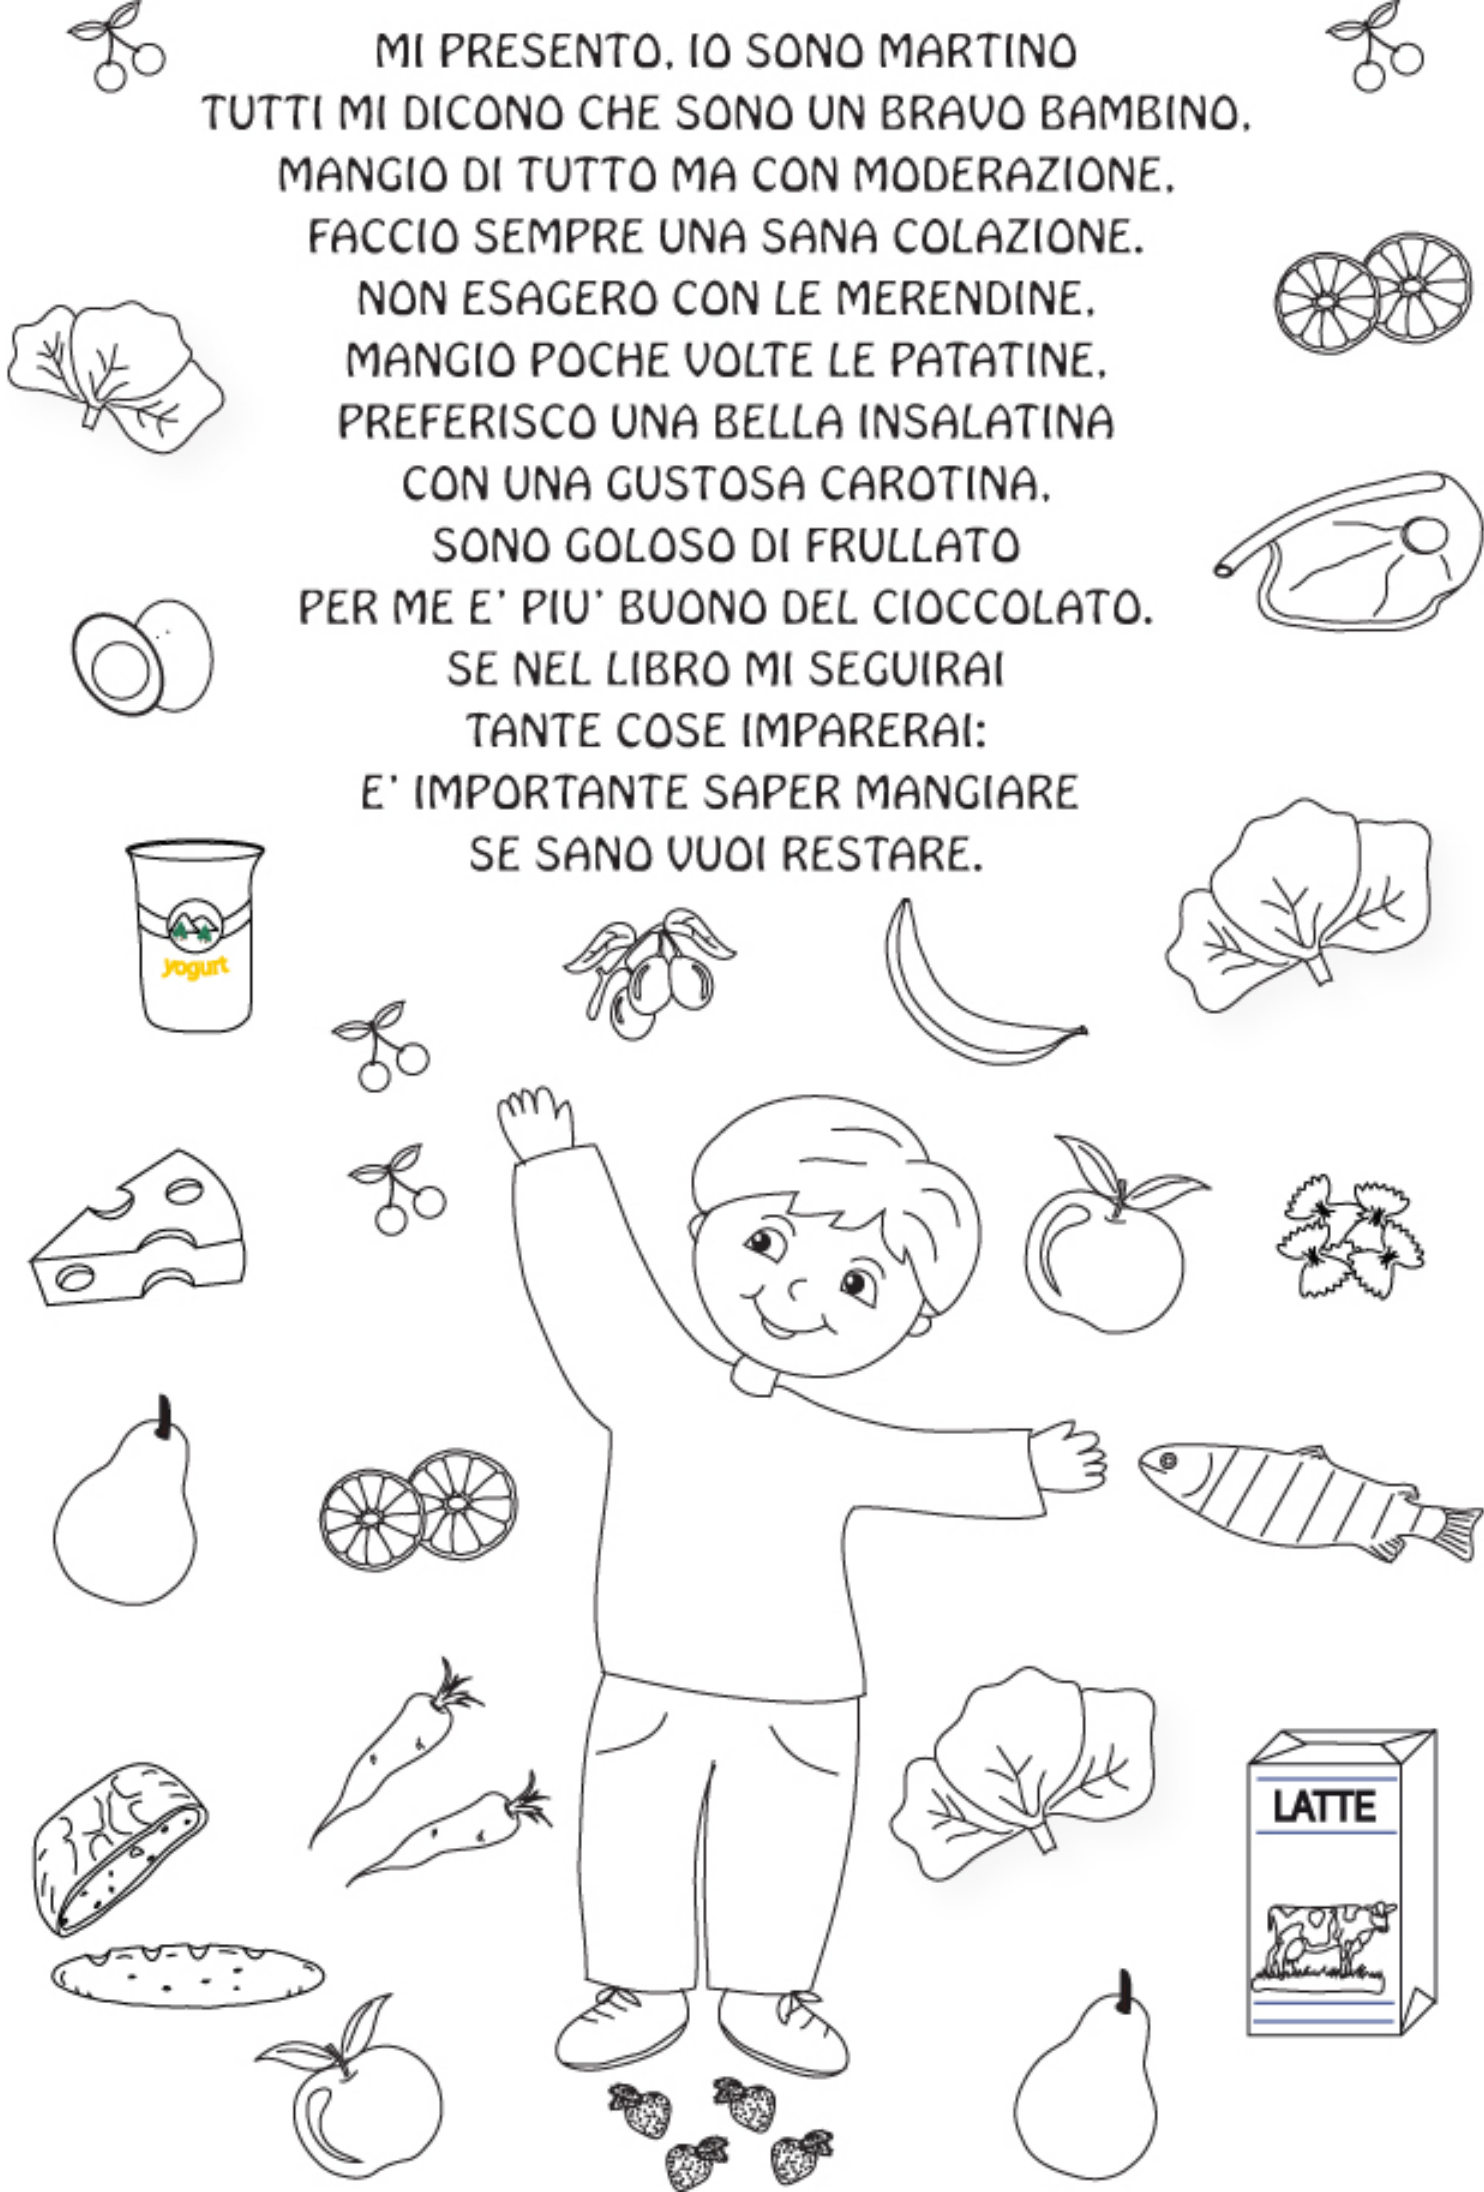 MI PRESENTO, IO SONO MARTINO
TUTTI MI DICONO CHE SONO UN BRAVO BAMBINO,
MANGIO DI TUTTO MA CON MODERAZIONE,
FACCIO SEMPRE UNA SANA COLAZIONE.
NON ESAGERO CON LE MERENDINE,
MANGIO POCHE VOLTE LE PATATINE,
PREFERISCO UNA BELLA INSALATINA
CON UNA GUSTOSA CAROTINA,
SONO GOLOSO DI FRULLATO
PER ME E' PIU' BUONO DEL CIOCCOLATO.
SE NEL LIBRO MI SEGUIRAI
TANTE COSE IMPARERAI:
E' IMPORTANTE SAPER MANGIARE
SE SANO VUOI RESTARE.
yogurt
LATTE